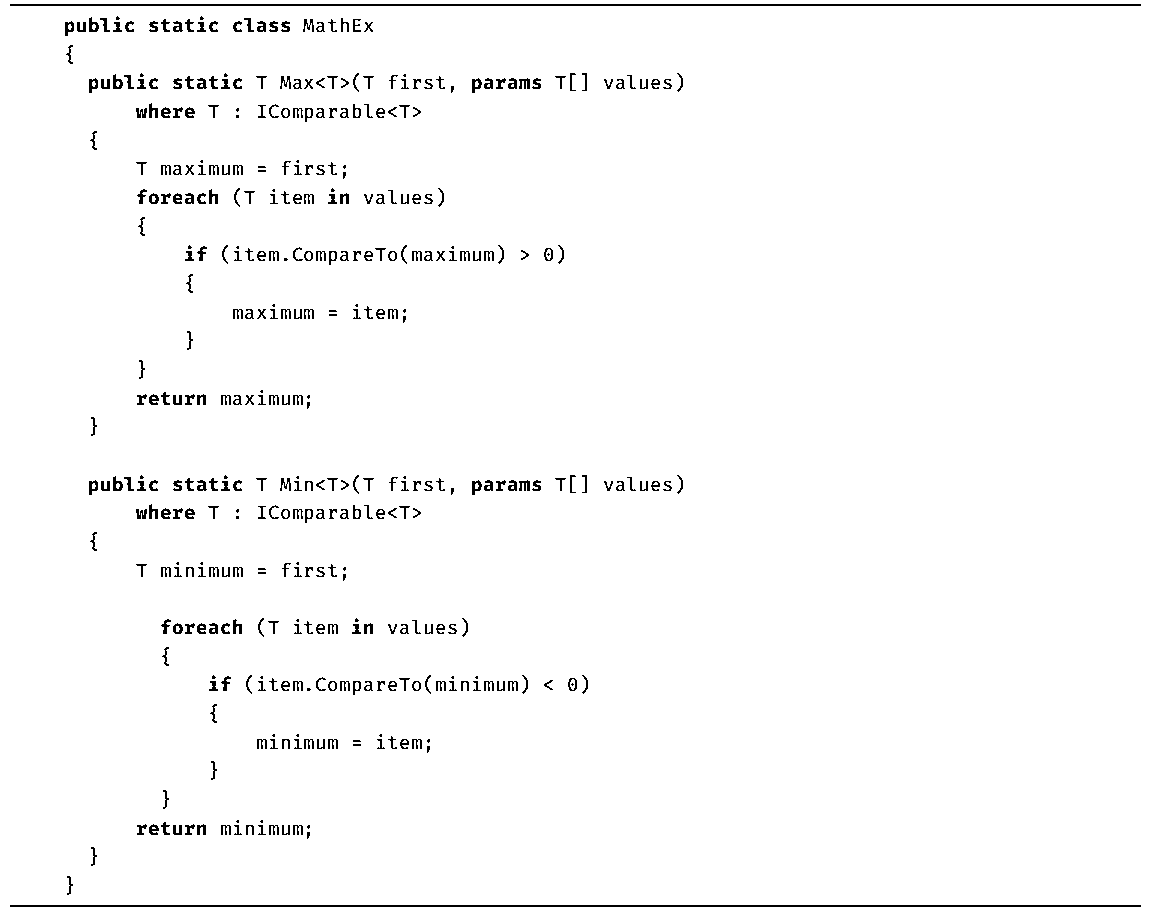 public static class MathEx
{
  public static T Max<T>(T first, params T[] values)
      where T : IComparable<T>
  {
      T maximum = first;
      foreach (T item in values)
      {
          if (item.CompareTo(maximum) > 0)
          {
              maximum = item;
          }
      }
      return maximum;
  }

  public static T Min<T>(T first, params T[] values)
      where T : IComparable<T>
  {
      T minimum = first;

        foreach (T item in values)
        {
            if (item.CompareTo(minimum) < 0)
            {
                minimum = item;
            }
        }
      return minimum;
  }
}